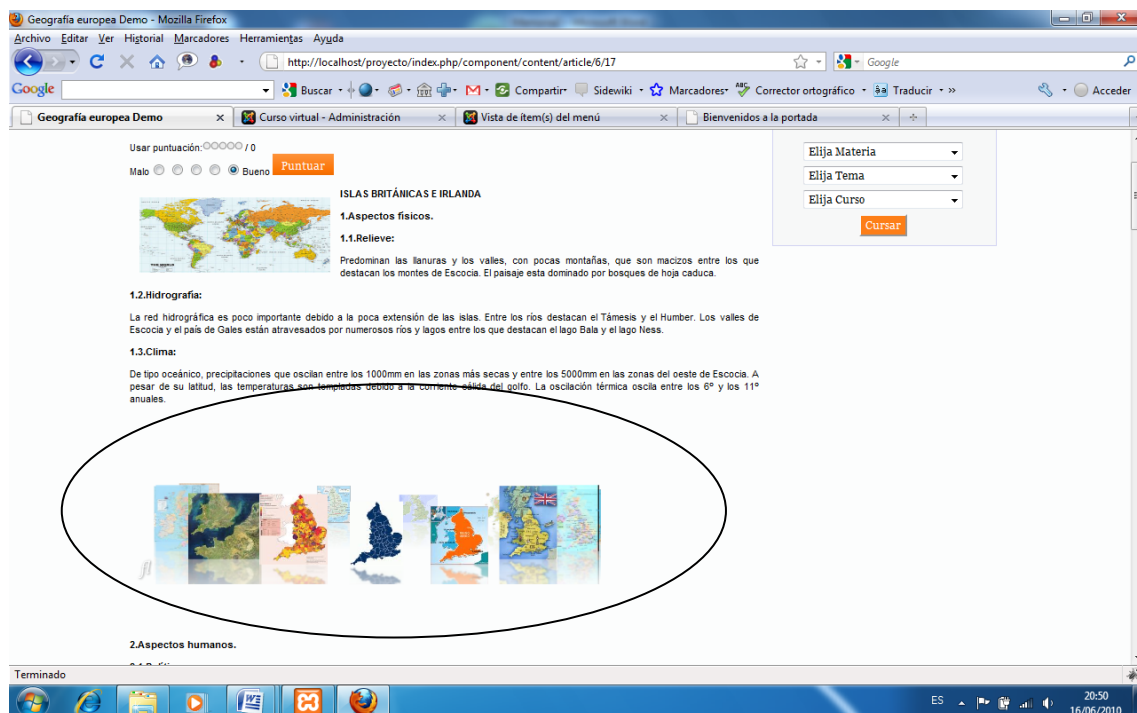 Geografía europea Demo - Mozilla Firefox
Archivo Editar Ver Historial Marcadores Herramientas Ayuda
http://localhost/proyecto/index.php/component/content/article/6/17
Google
Google Buscar Compartir Sidewiki Marcadores Corrector ortográfico Traducir » Acceder
Geografía europea Demo Curso virtual - Administración Vista de ítem(s) del menú Bienvenidos a la portada
Usar puntuación: / 0
Malo Bueno Puntuar
Elija Materia
Elija Tema
Elija Curso
Cursar
ISLAS BRITÁNICAS E IRLANDA
1.Aspectos físicos.
1.1.Relieve:
Predominan las llanuras y los valles, con pocas montañas, que son macizos entre los que
destacan los montes de Escocia. El paisaje esta dominado por bosques de hoja caduca.
1.2.Hidrografía:
La red hidrográfica es poco importante debido a la poca extensión de las islas. Entre los ríos destacan el Támesis y el Humber. Los valles de
Escocia y el país de Gales están atravesados por numerosos ríos y lagos entre los que destacan el lago Bala y el lago Ness.
1.3.Clima:
De tipo oceánico, precipitaciones que oscilan entre los 1000mm en las zonas más secas y entre los 5000mm en las zonas del oeste de Escocia. A
pesar de su latitud, las temperaturas son templadas debido a la corriente cálida del golfo. La oscilación térmica oscila entre los 6º y los 11º
anuales.
2.Aspectos humanos.
Terminado
ES 20:50
16/06/2010